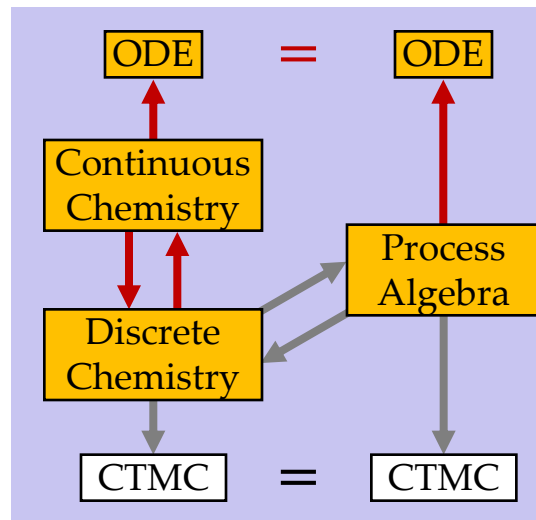 ODE = ODE
Continuous
Chemistry
Process
Algebra
Discrete
Chemistry
CTMC = CTMC